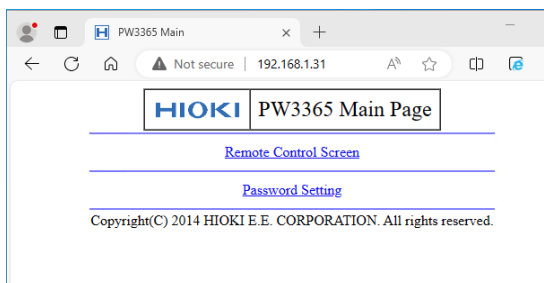 PW3365 Main
Not secure | 192.168.1.31
HIOKI PW3365 Main Page
Remote Control Screen
Password Setting
Copyright(C) 2014 HIOKI E.E. CORPORATION. All rights reserved.